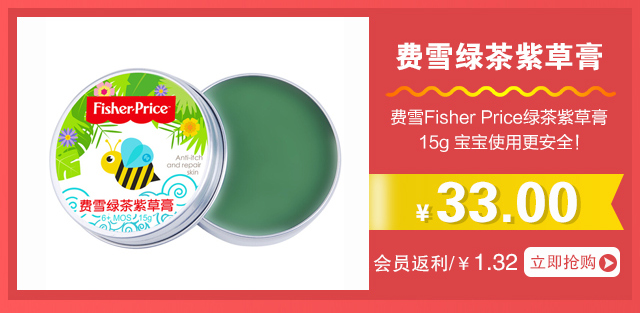 Fisher-Price
Anti-itch
and repair
skin
费雪绿茶紫草膏
6+ MOS 15g
费雪绿茶紫草膏
费雪Fisher Price绿茶紫草膏
15g 宝宝使用更安全！
¥ 33.00
会员返利/¥ 1.32
立即抢购